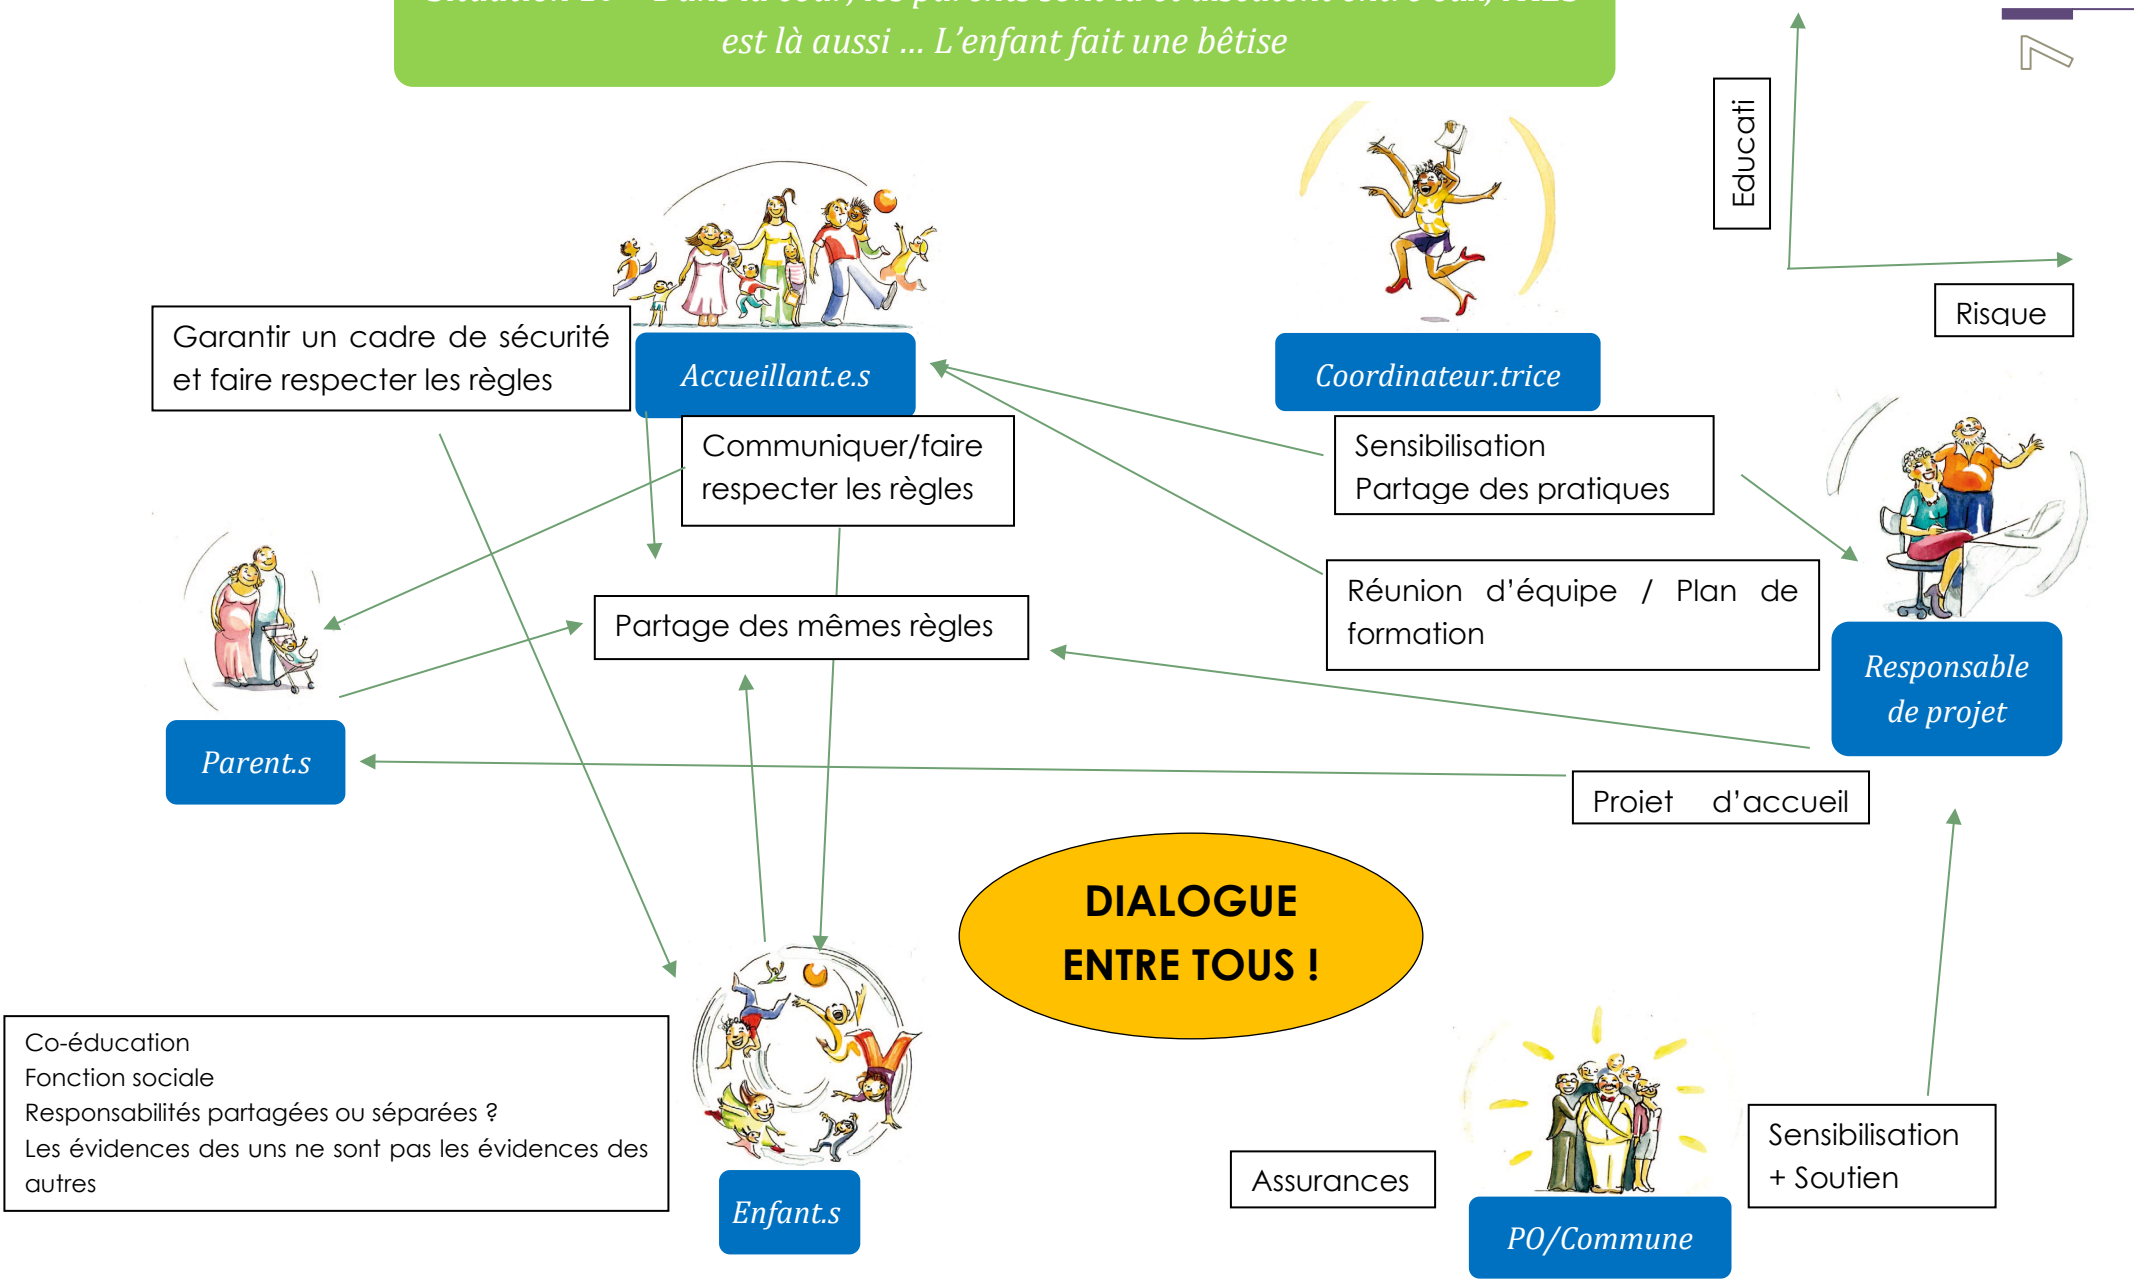 est là aussi … L’enfant fait une bêtise
7
Educati
Risque
Garantir un cadre de sécurité
et faire respecter les règles
Accueillant.e.s
Coordinateur.trice
Communiquer/faire
respecter les règles
Sensibilisation
Partage des pratiques
Partage des mêmes règles
Réunion d’équipe / Plan de
formation
Responsable
de projet
Parent.s
Projet d’accueil
DIALOGUE
ENTRE TOUS !
Co-éducation
Fonction sociale
Responsabilités partagées ou séparées ?
Les évidences des uns ne sont pas les évidences des
autres
Enfant.s
Assurances
Sensibilisation
+ Soutien
PO/Commune